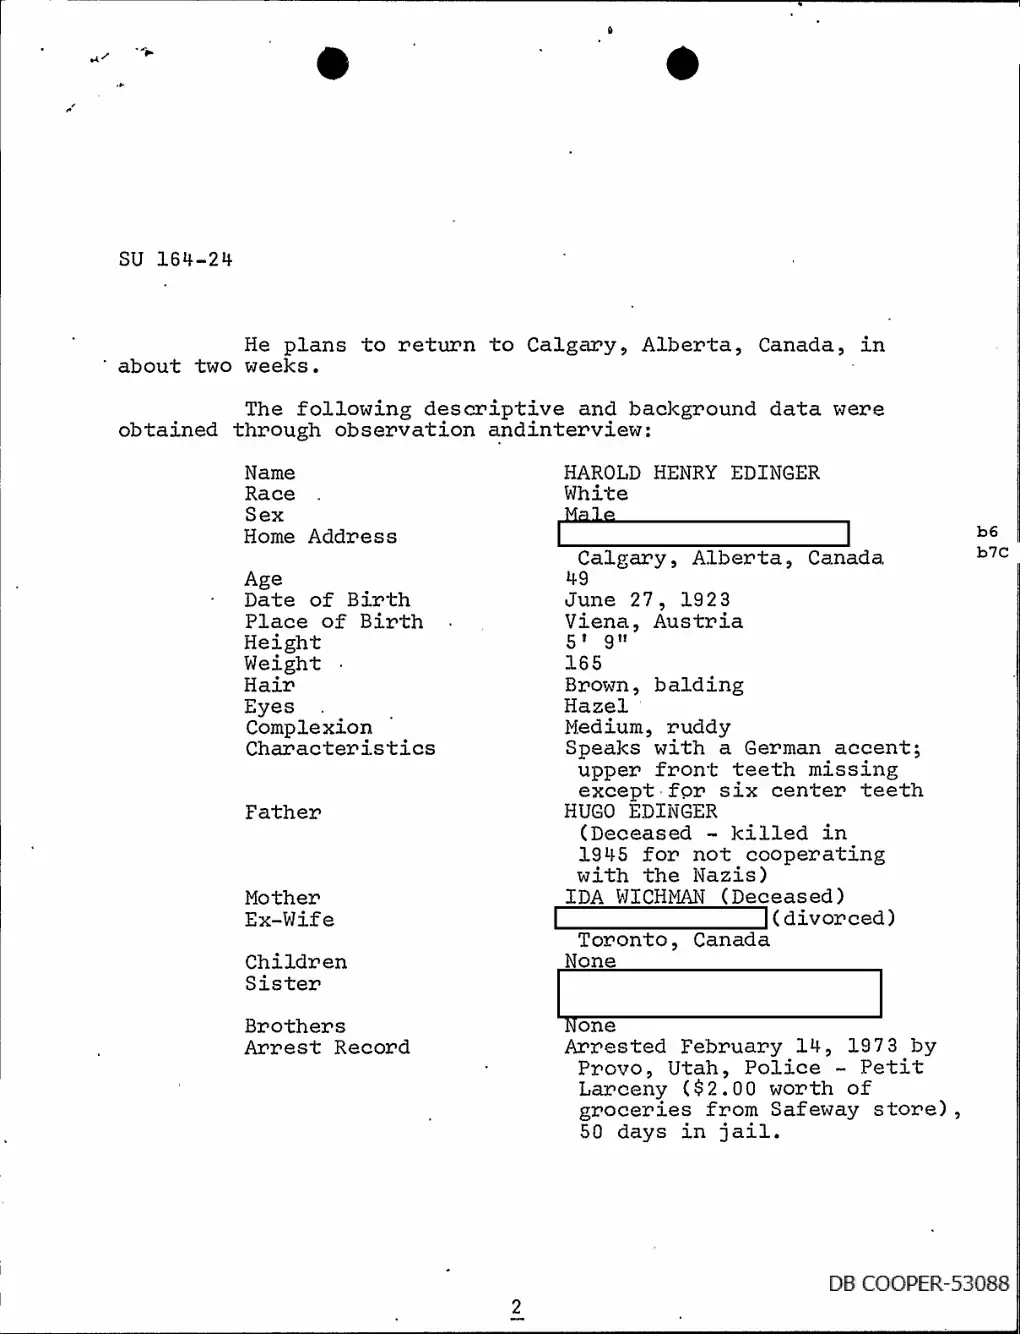 SU 164-24
He plans to return to Calgary, Alberta, Canada, in
about two weeks.
The following descriptive and background data were
obtained through observation andinterview:
Name HAROLD HENRY EDINGER
Race White
Sex Male
Home Address b6
Calgary, Alberta, Canada b7C
Age 49
Date of Birth June 27, 1923
Place of Birth Viena, Austria
Height 5' 9"
Weight 165
Hair Brown, balding
Eyes Hazel
Complexion Medium, ruddy
Characteristics Speaks with a German accent;
upper front teeth missing
except for six center teeth
Father HUGO EDINGER
(Deceased - killed in
1945 for not cooperating
with the Nazis)
Mother IDA WICHMAN (Deceased)
Ex-Wife (divorced)
Toronto, Canada
Children None
Sister
Brothers None
Arrest Record Arrested February 14, 1973 by
Provo, Utah, Police - Petit
Larceny ($2.00 worth of
groceries from Safeway store),
50 days in jail.
DB COOPER-53088
2